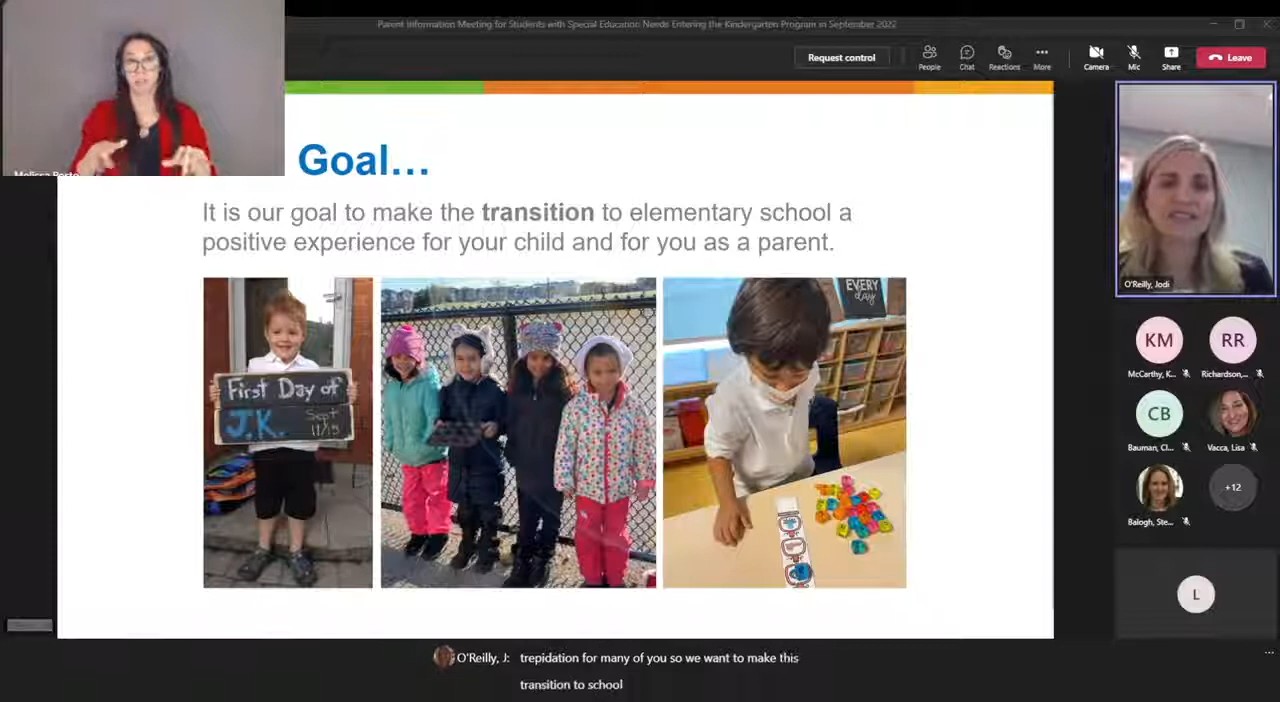 Parent Information Meeting for Students with Special Education Needs Entering the Kindergarten Program in September 2022
Request control
People
Chat
Reactions
More
Camera
Mic
Share
Leave
Goal…
It is our goal to make the transition to elementary school a
positive experience for your child and for you as a parent.
First Day of
J.K.
Sept
EVERY
day
O'Reilly, Jodi
KM
RR
McCarthy, K...
Richardson,...
CB
Bauman, Cl...
Vacca, Lisa
Balogh, Ste...
+12
L
O'Reilly, J:
trepidation for many of you so we want to make this
transition to school